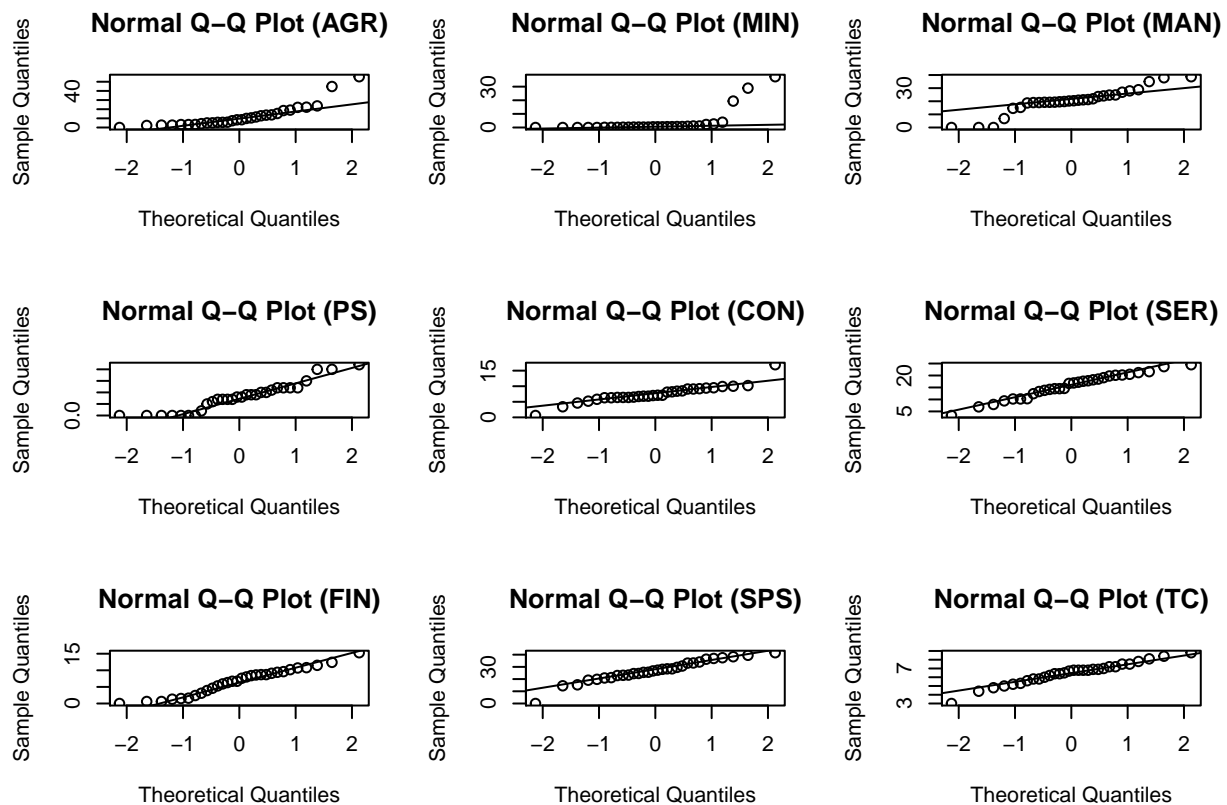 Normal Q−Q Plot (AGR)
Sample Quantiles
0 40
−2 −1 0 1 2
Theoretical Quantiles
Normal Q−Q Plot (MIN)
Sample Quantiles
0 30
−2 −1 0 1 2
Theoretical Quantiles
Normal Q−Q Plot (MAN)
Sample Quantiles
0 30
−2 −1 0 1 2
Theoretical Quantiles
Normal Q−Q Plot (PS)
Sample Quantiles
0.0
−2 −1 0 1 2
Theoretical Quantiles
Normal Q−Q Plot (CON)
Sample Quantiles
0 15
−2 −1 0 1 2
Theoretical Quantiles
Normal Q−Q Plot (SER)
Sample Quantiles
5 20
−2 −1 0 1 2
Theoretical Quantiles
Normal Q−Q Plot (FIN)
Sample Quantiles
0 15
−2 −1 0 1 2
Theoretical Quantiles
Normal Q−Q Plot (SPS)
Sample Quantiles
0 30
−2 −1 0 1 2
Theoretical Quantiles
Normal Q−Q Plot (TC)
Sample Quantiles
3 7
−2 −1 0 1 2
Theoretical Quantiles